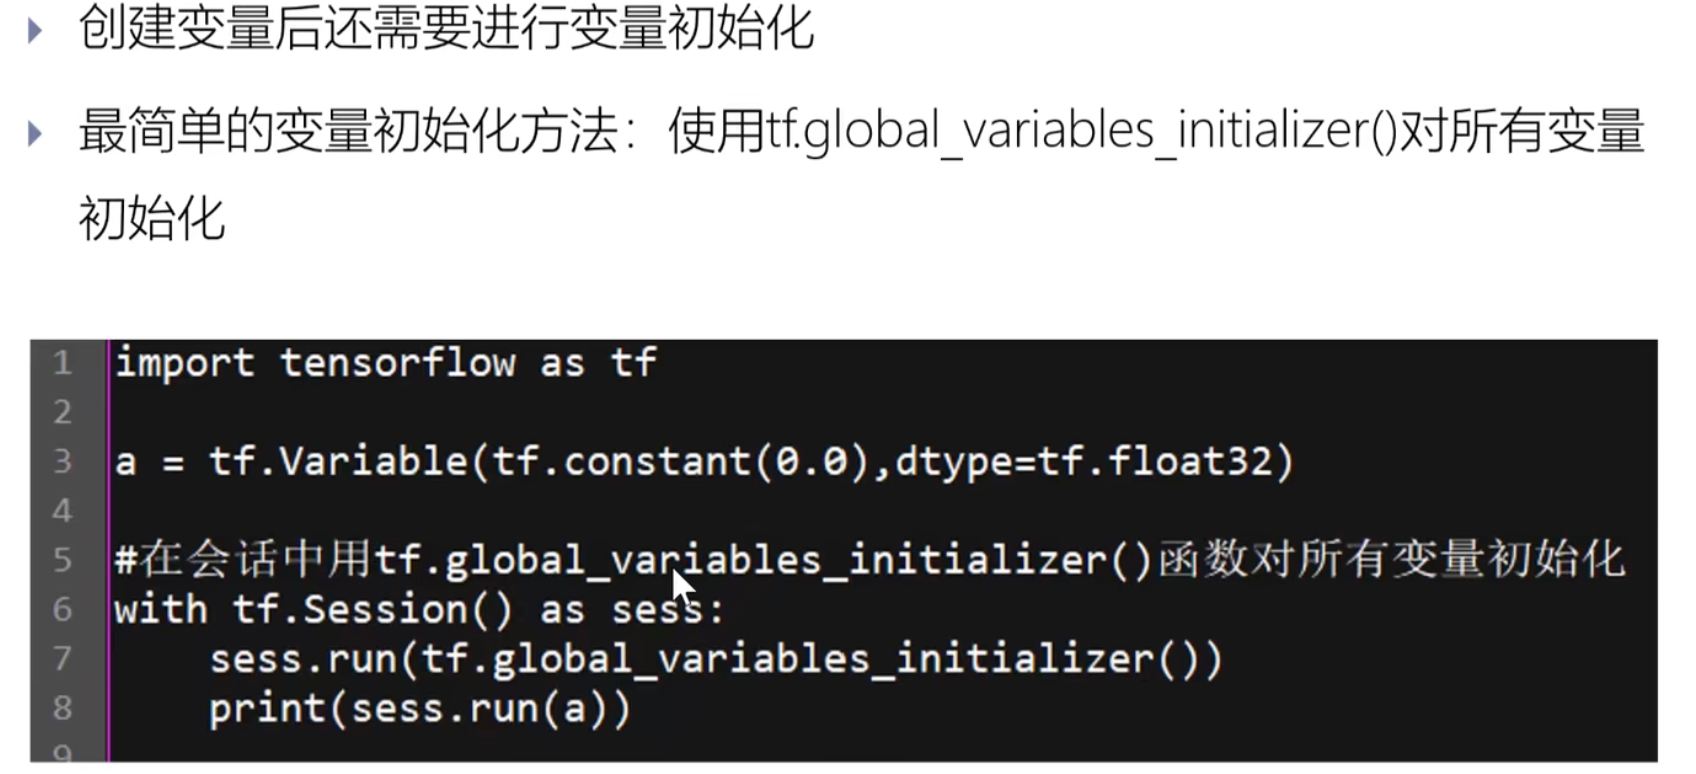 创建变量后还需要进行变量初始化
最简单的变量初始化方法：使用tf.global_variables_initializer()对所有变量
初始化
1 import tensorflow as tf
2
3 a = tf.Variable(tf.constant(0.0),dtype=tf.float32)
4
5 #在会话中用tf.global_variables_initializer()函数对所有变量初始化
6 with tf.Session() as sess:
7     sess.run(tf.global_variables_initializer())
8     print(sess.run(a))
9